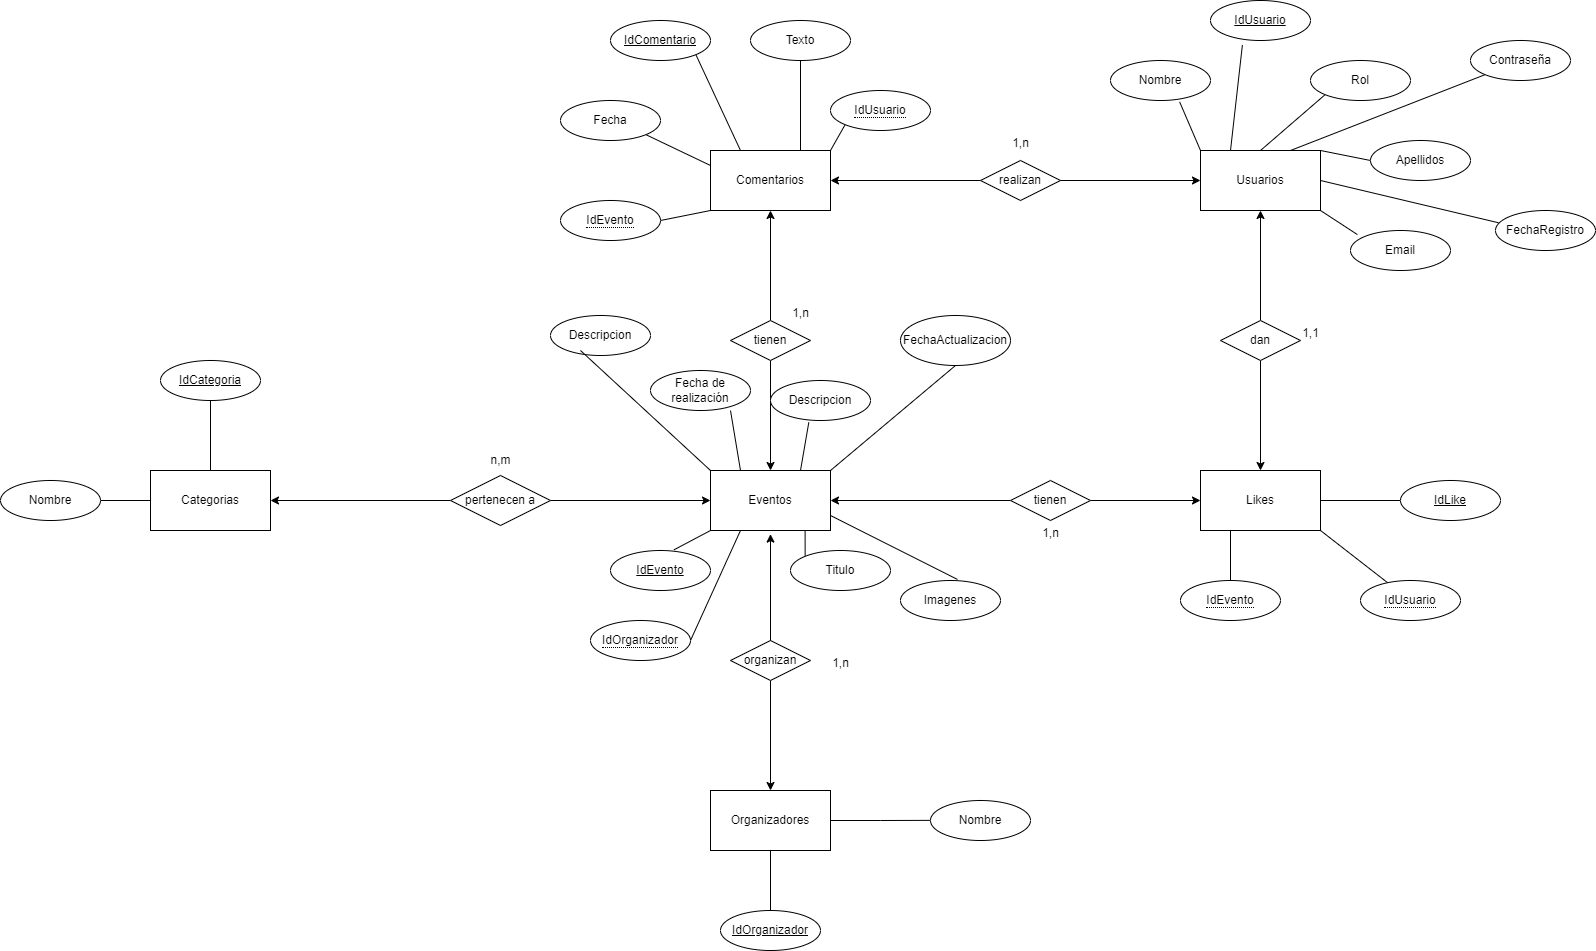 IdUsuario
IdComentario
Texto
Contraseña
Nombre
Rol
IdUsuario
Fecha
1,n
Apellidos
Comentarios
realizan
Usuarios
IdEvento
FechaRegistro
Email
1,n
Descripcion
tienen
FechaActualizacion
dan
1,1
IdCategoria
Fecha de
realización
Descripcion
n,m
Nombre
Categorias
pertenecen a
Eventos
tienen
Likes
IdLike
1,n
IdEvento
Titulo
Imagenes
IdEvento
IdUsuario
IdOrganizador
organizan
1,n
Organizadores
Nombre
IdOrganizador